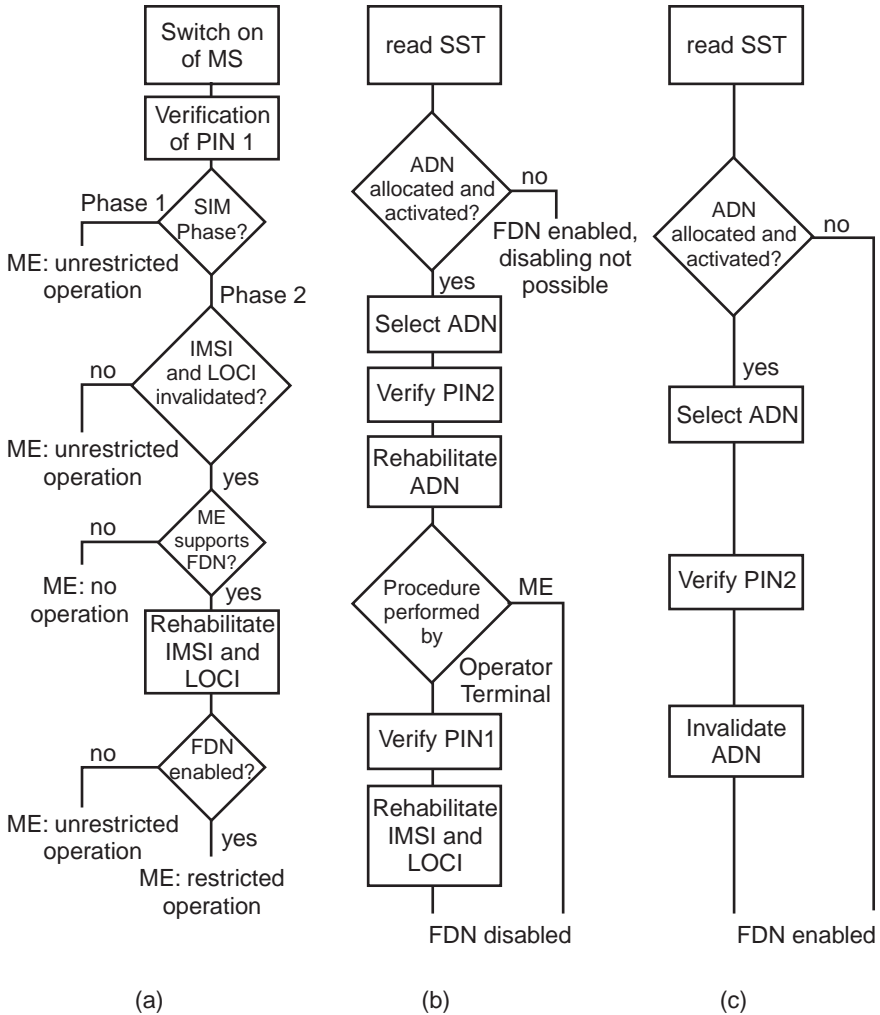 Switch on
of MS
Verification
of PIN 1
Phase 1
SIM
Phase?
ME: unrestricted
operation
Phase 2
IMSI
and LOCI
invalidated?
no
ME: unrestricted
operation
yes
ME
supports
FDN?
no
ME: no
operation
yes
Rehabilitate
IMSI and
LOCI
FDN
enabled?
no
ME: unrestricted
operation
yes
ME: restricted
operation
(a)
read SST
ADN
allocated and
activated?
no
FDN enabled,
disabling not
possible
yes
Select ADN
Verify PIN2
Rehabilitate
ADN
Procedure
performed
by
ME
Operator
Terminal
Verify PIN1
Rehabilitate
IMSI and
LOCI
FDN disabled
(b)
read SST
ADN
allocated and
activated?
no
yes
Select ADN
Verify PIN2
Invalidate
ADN
FDN enabled
(c)